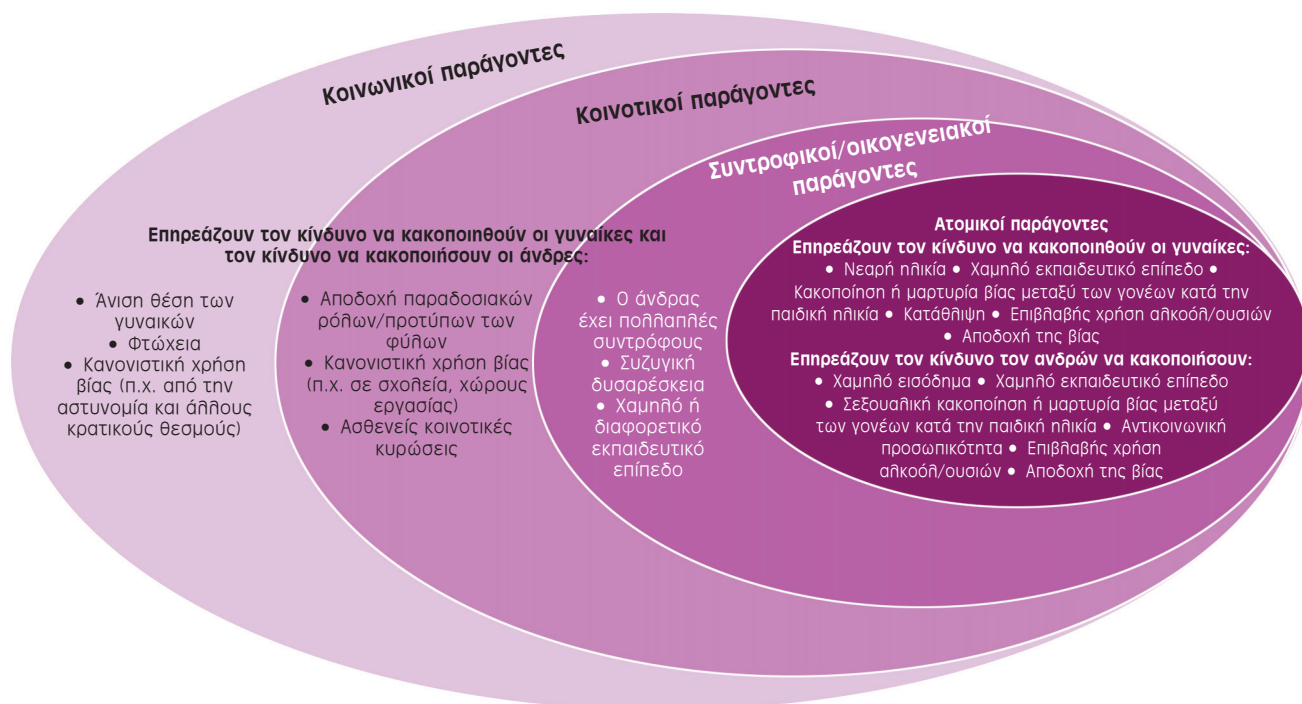 Κοινωνικοί παράγοντες
Κοινοτικοί παράγοντες
Συντροφικοί/οικογενειακοί
παράγοντες
Επηρεάζουν τον κίνδυνο να κακοποιηθούν οι γυναίκες και
τον κίνδυνο να κακοποιήσουν οι άνδρες:
• Άνιση θέση των
γυναικών
• Φτώχεια
• Κανονιστική χρήση
βίας (π.χ. από την
αστυνομία και άλλους
κρατικούς θεσμούς)
• Αποδοχή παραδοσιακών
ρόλων/προτύπων των
φύλων
• Κανονιστική χρήση βίας
(π.χ. σε σχολεία, χώρους
εργασίας)
• Ασθενείς κοινοτικές
κυρώσεις
• Ο άνδρας
έχει πολλαπλές
συντρόφους
• Συζυγική
δυσαρέσκεια
• Χαμηλό ή
διαφορετικό
εκπαιδευτικό
επίπεδο
Ατομικοί παράγοντες
Επηρεάζουν τον κίνδυνο να κακοποιηθούν οι γυναίκες:
• Νεαρή ηλικία • Χαμηλό εκπαιδευτικό επίπεδο •
Κακοποίηση ή μαρτυρία βίας μεταξύ των γονέων κατά την
παιδική ηλικία • Κατάθλιψη • Επιβλαβής χρήση αλκοόλ/ουσιών
• Αποδοχή της βίας
Επηρεάζουν τον κίνδυνο τον ανδρών να κακοποιήσουν:
• Χαμηλό εισόδημα • Χαμηλό εκπαιδευτικό επίπεδο
• Σεξουαλική κακοποίηση ή μαρτυρία βίας μεταξύ
των γονέων κατά την παιδική ηλικία • Αντικοινωνική
προσωπικότητα • Επιβλαβής χρήση
αλκοόλ/ουσιών • Αποδοχή της βίας